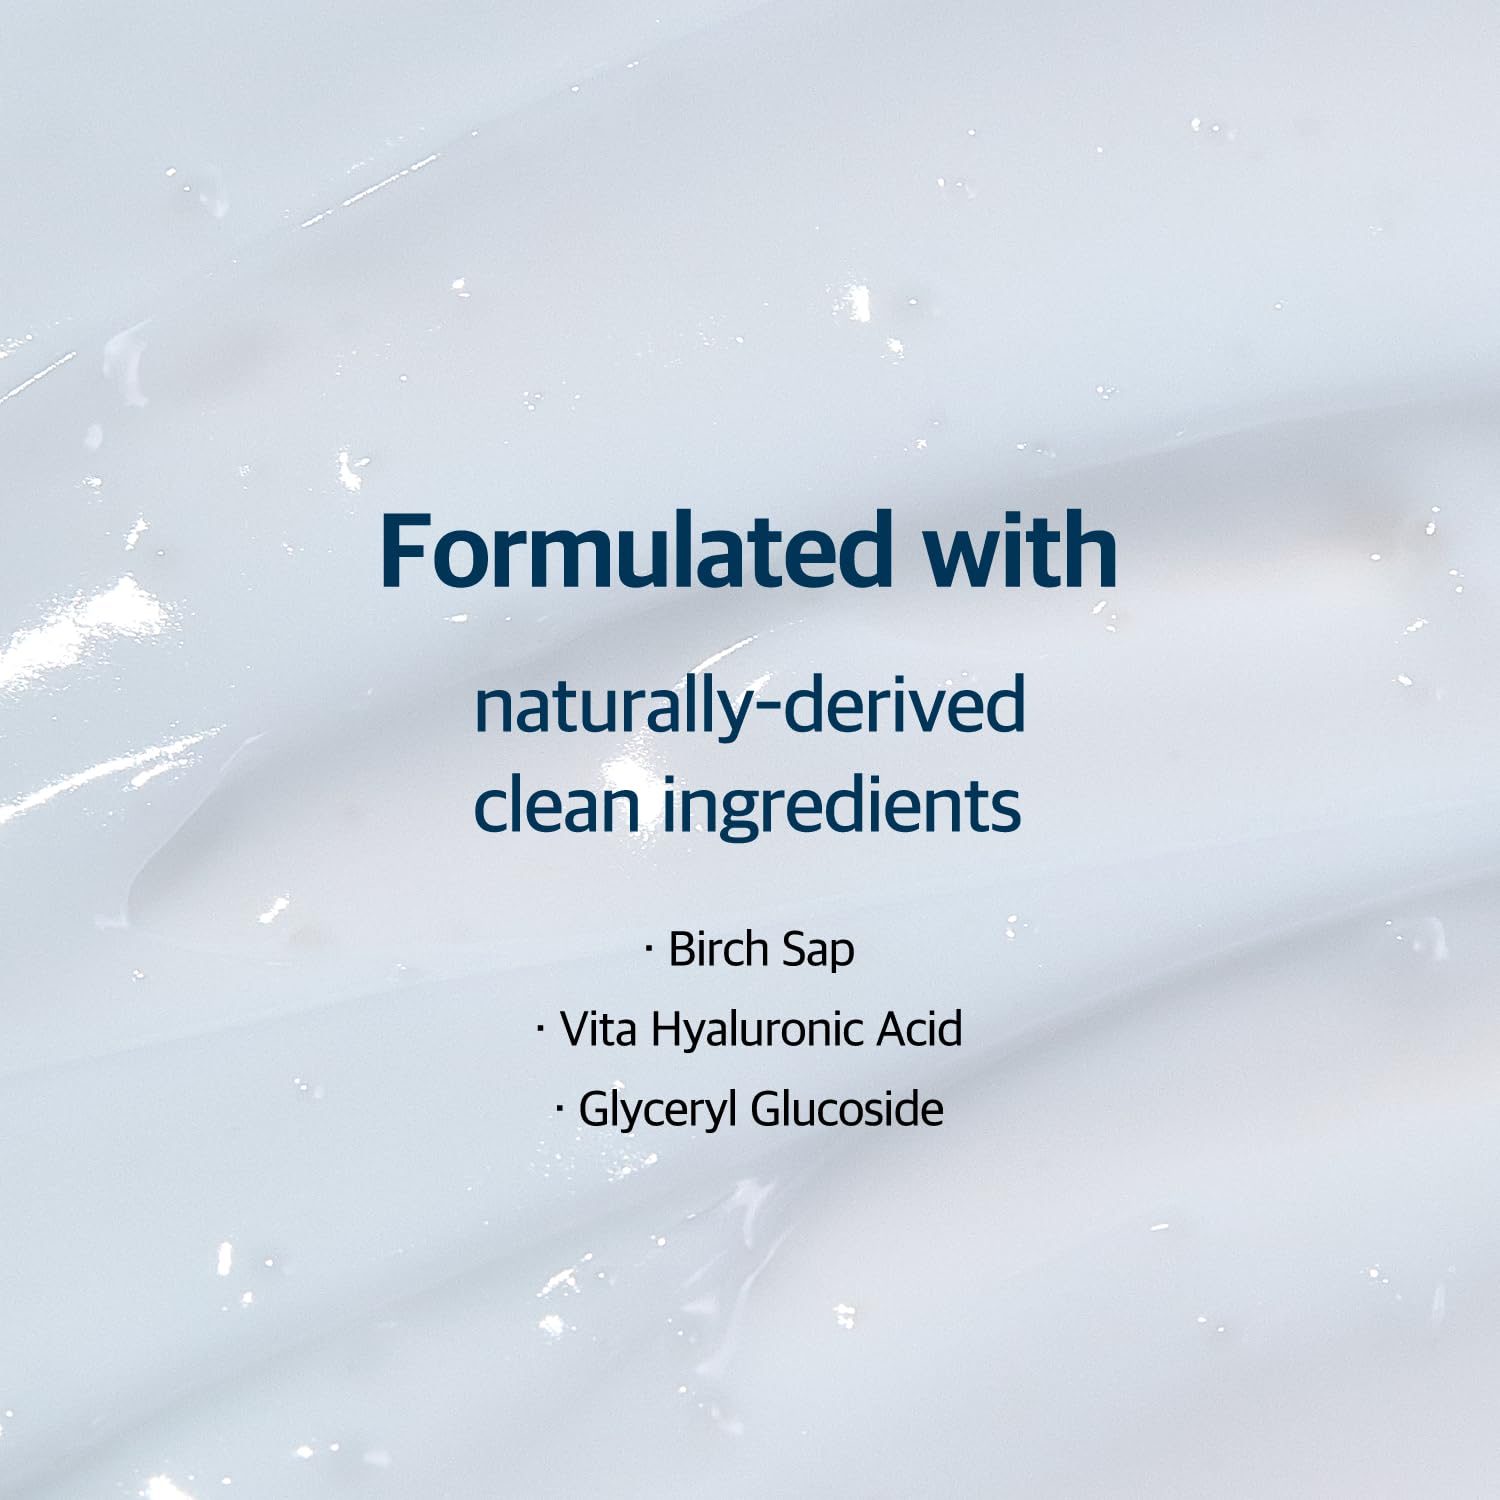 Formulated with
naturally-derived
clean ingredients
· Birch Sap
· Vita Hyaluronic Acid
· Glyceryl Glucoside